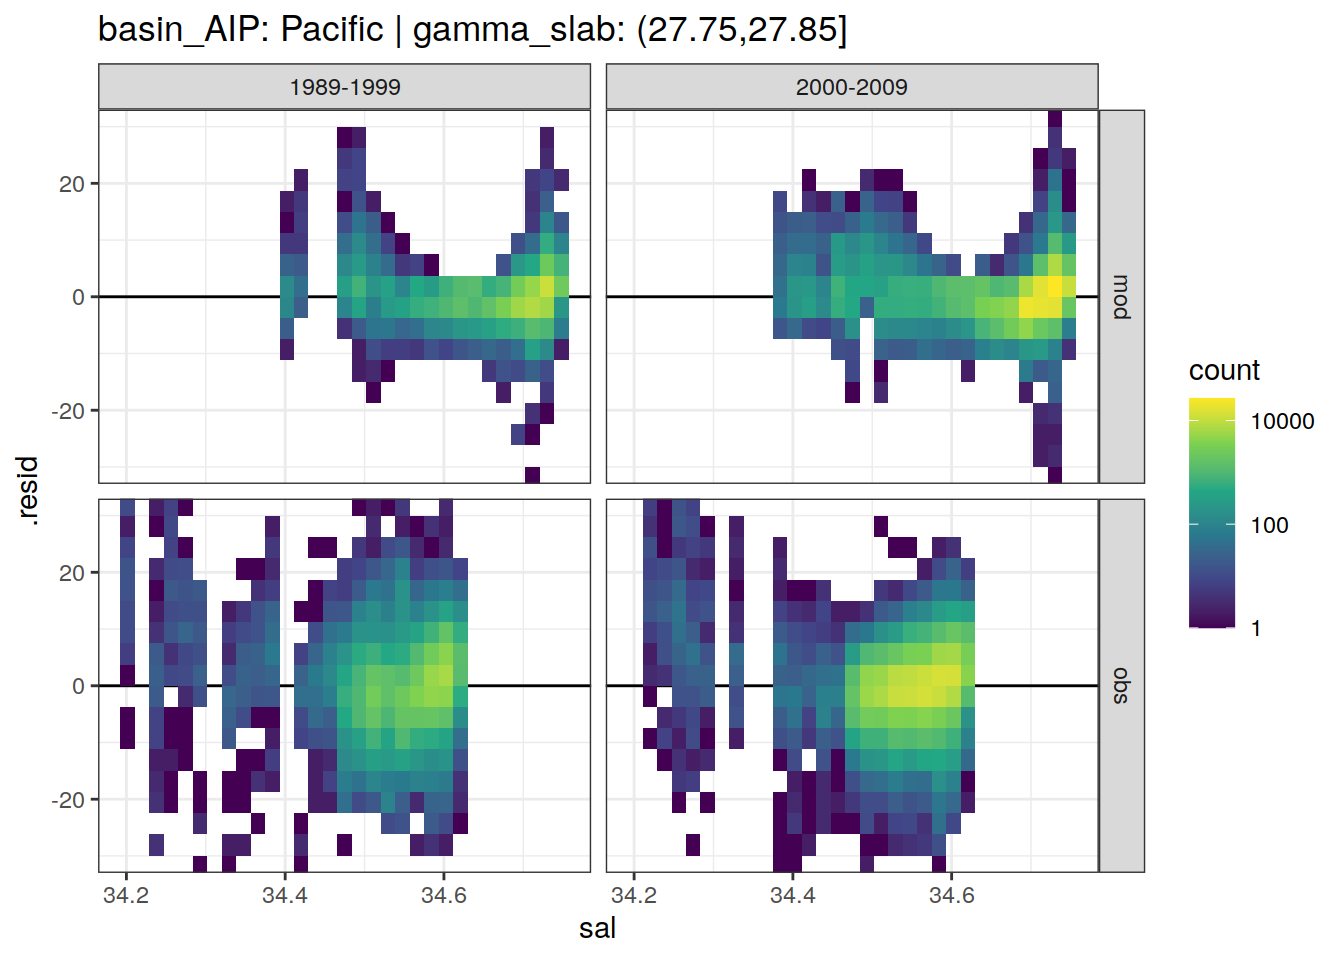 basin_AIP: Pacific | gamma_slab: (27.75,27.85]
1989-1999
2000-2009
20
0
-20
mod
20
0
-20
obs
.resid
34.2
34.4
34.6
34.2
34.4
34.6
sal
count
10000
100
1